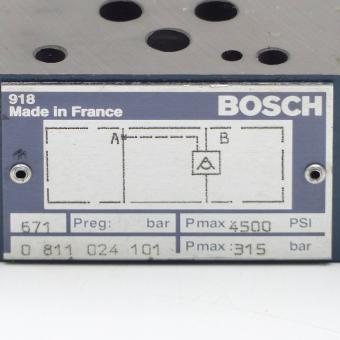 918
Made in France BOSCH
A B
671 Preg: bar Pmax: 4500 PSI
0 811 024 101 Pmax: 315 bar